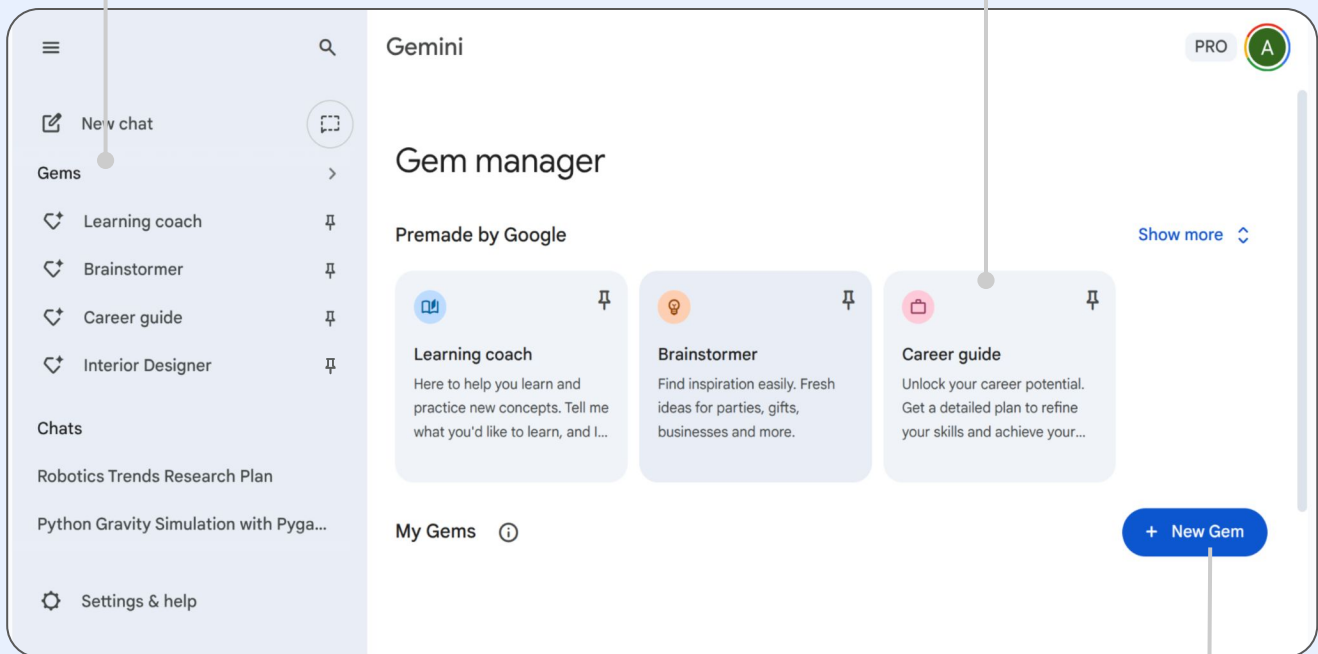 Gemini
PRO
A
New chat
Gems
Learning coach
Brainstormer
Career guide
Interior Designer
Chats
Robotics Trends Research Plan
Python Gravity Simulation with Pyga...
Settings & help
Gem manager
Premade by Google
Show more
Learning coach
Here to help you learn and
practice new concepts. Tell me
what you'd like to learn, and I...
Brainstormer
Find inspiration easily. Fresh
ideas for parties, gifts,
businesses and more.
Career guide
Unlock your career potential.
Get a detailed plan to refine
your skills and achieve your...
My Gems
+ New Gem